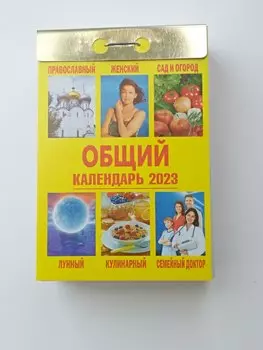 ПРАВОСЛАВНЫЙ ЖЕНСКИЙ САД И ОГОРОД
ОБЩИЙ
КАЛЕНДАРЬ 2023
ЛУННЫЙ КУЛИНАРНЫЙ СЕМЕЙНЫЙ ДОКТОР